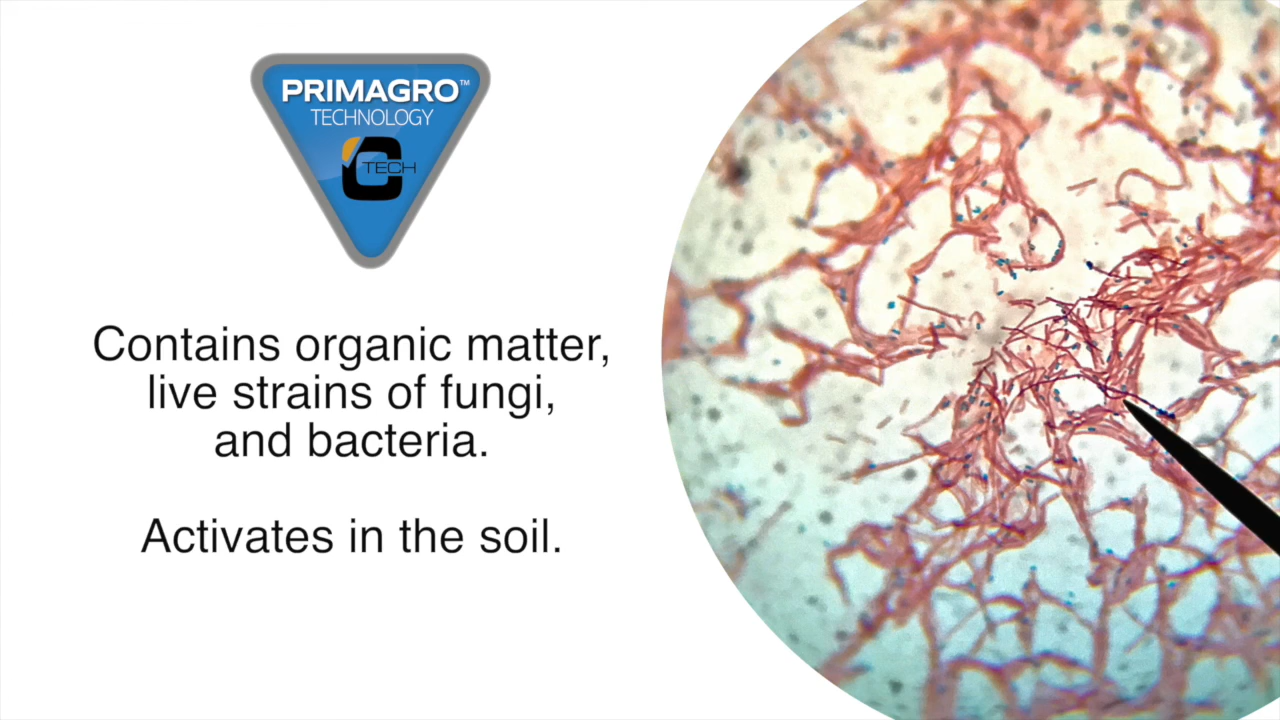 PRIMAGRO™
TECHNOLOGY
C
TECH
Contains organic matter,
live strains of fungi,
and bacteria.
Activates in the soil.